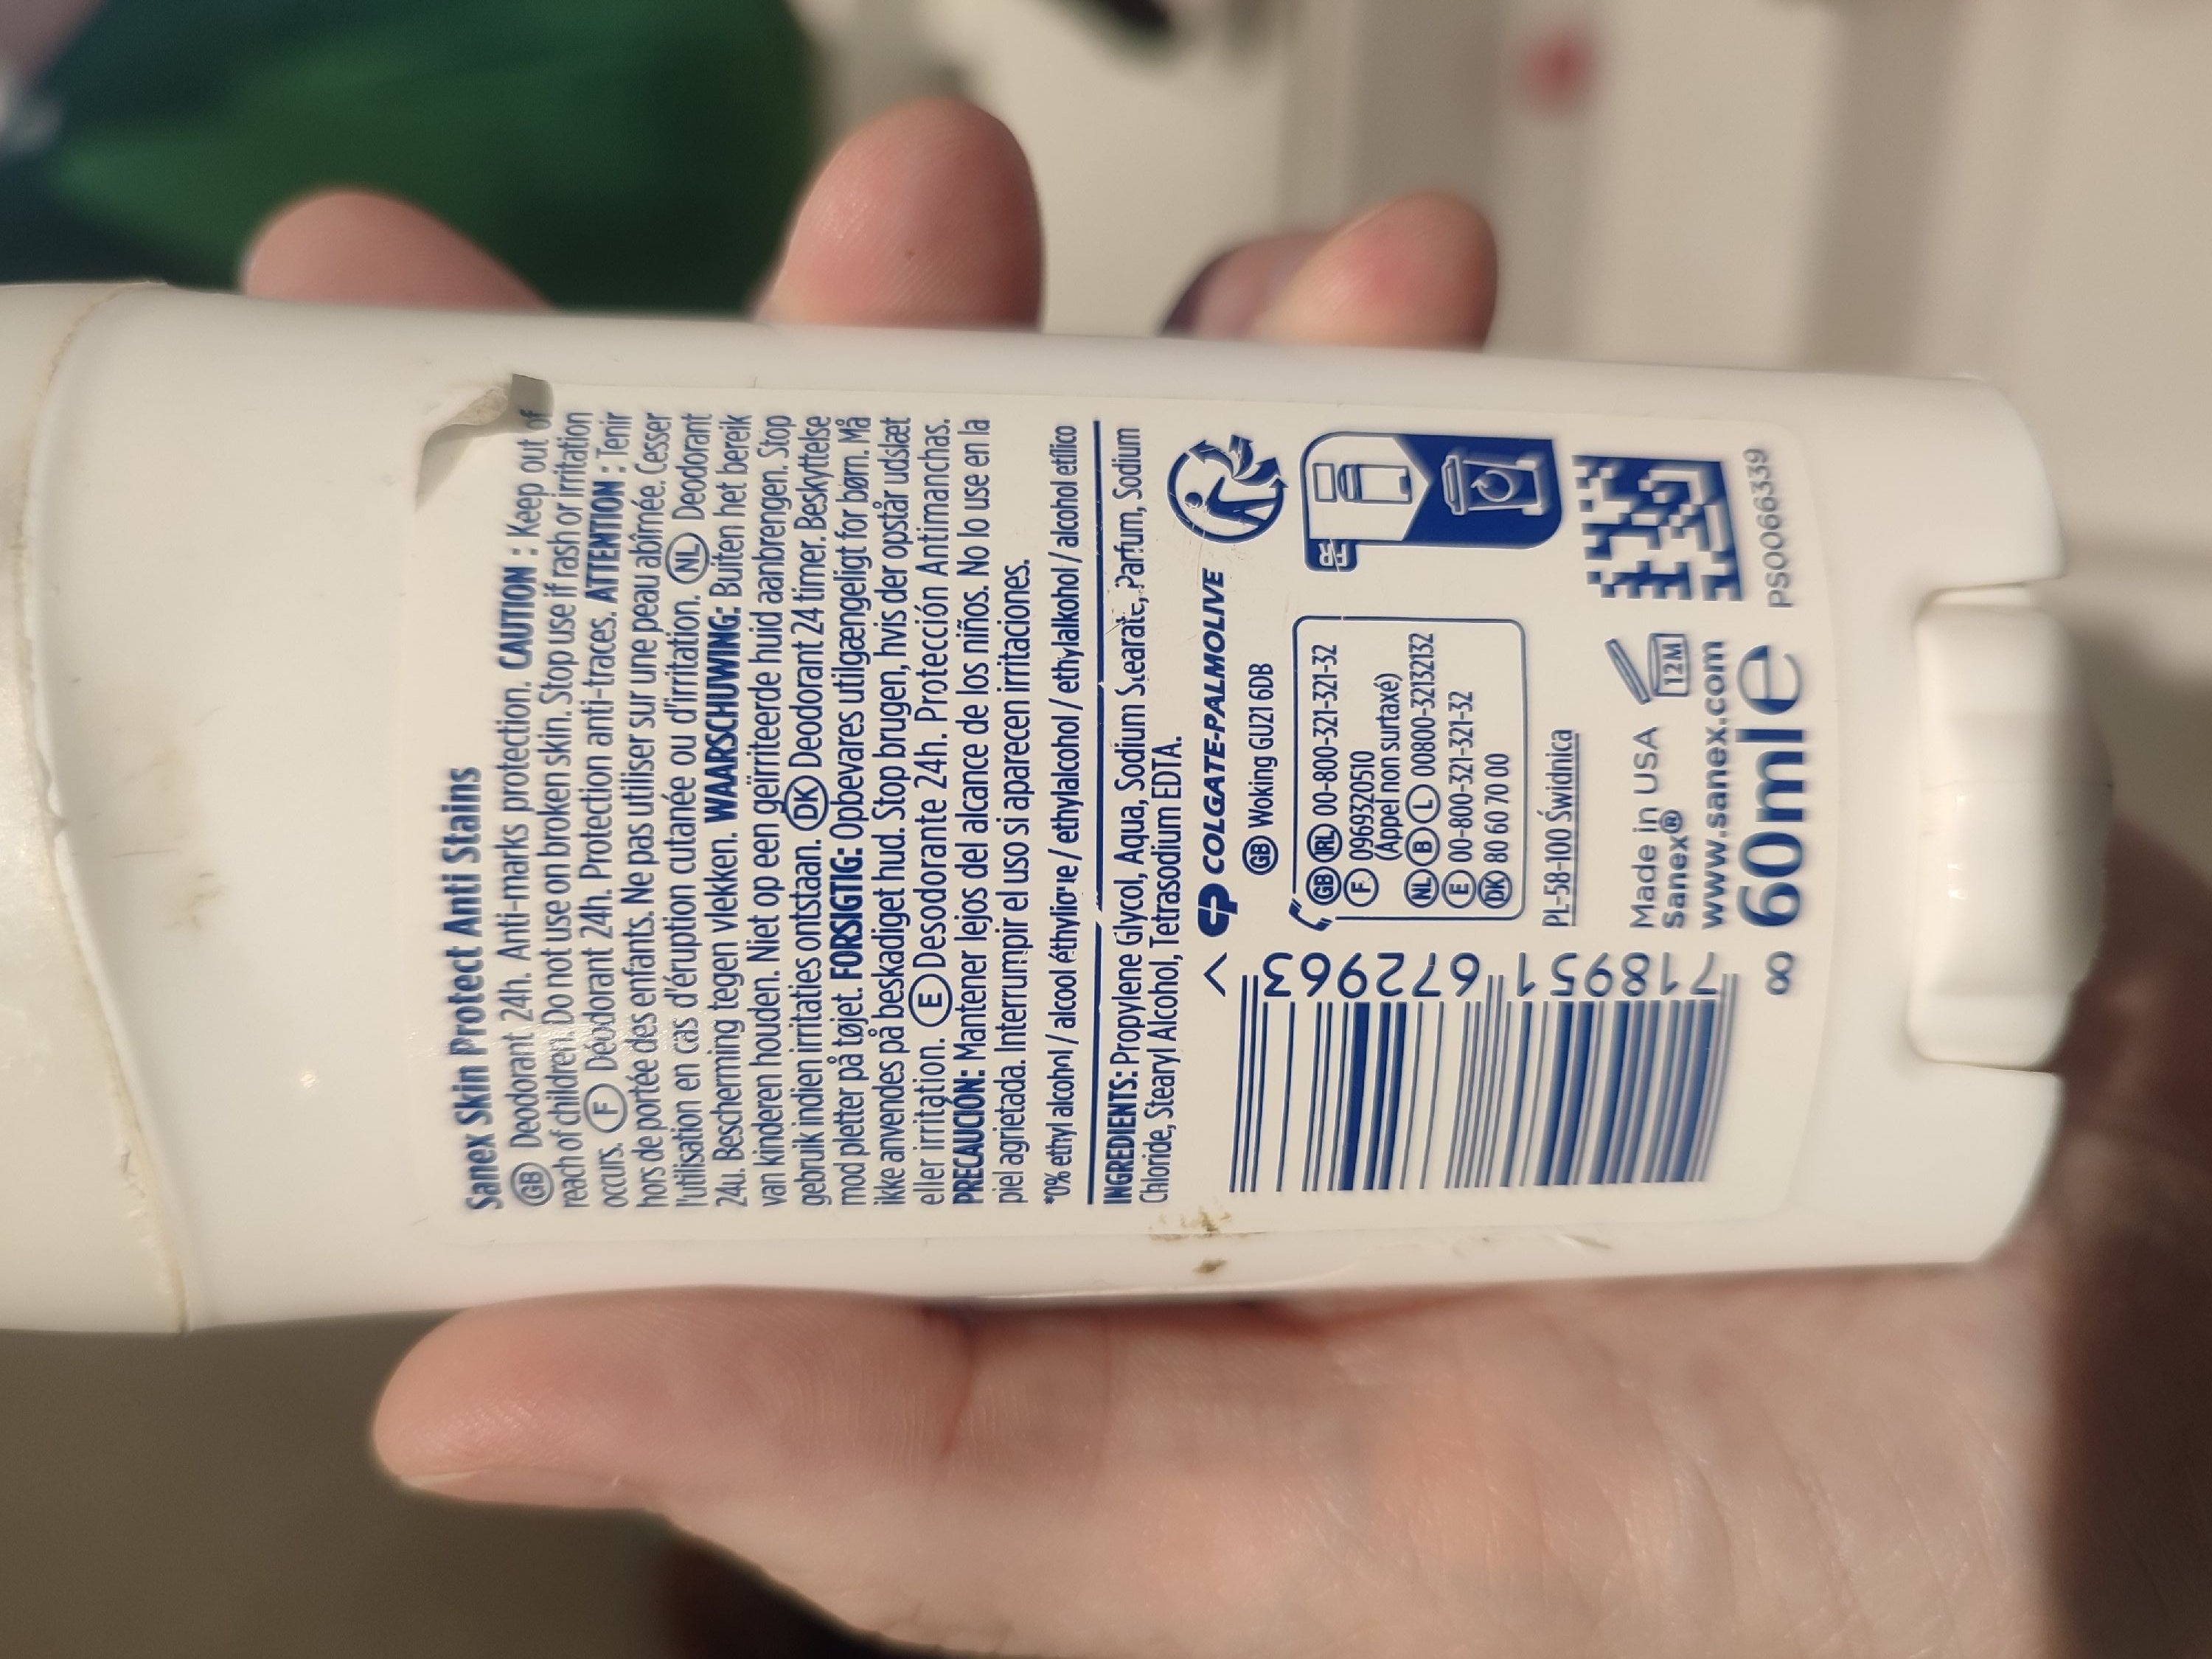 Sanex Skin Protect Anti Stains
GB Deodorant 24h. Anti-marks protection. CAUTION : Keep out of
reach of children. Do not use on broken skin. Stop use if rash or irritation
occurs. F Déodorant 24h. Protection anti-traces. ATTENTION : Tenir
hors de portée des enfants. Ne pas utiliser sur une peau abîmée. Cesser
l'utilisation en cas d'éruption cutanée ou d'irritation. NL Deodorant
24u. Bescherming tegen vlekken. WAARSCHUWING: Buiten het bereik
van kinderen houden. Niet op een geïrriteerde huid aanbrengen. Stop
gebruik indien irritaties ontstaan. DK Deodorant 24 timer. Beskyttelse
mod pletter på tøjet. FORSIGTIG: Opbevares utilgængeligt for børn. Må
ikke anvendes på beskadiget hud. Stop brugen, hvis der opstår udslæt
eller irritation. E Desodorante 24h. Protección Antimanchas.
PRECAUCIÓN: Mantener lejos del alcance de los niños. No lo use en la
piel agrietada. Interrumpir el uso si aparecen irritaciones.
*0% ethyl alcohol / alcool éthylique / ethylalcohol / ethylalkohol / alcohol etílico
INGREDIENTS: Propylene Glycol, Aqua, Sodium Stearate, Parfum, Sodium
Chloride, Stearyl Alcohol, Tetrasodium EDTA.
CP COLGATE-PALMOLIVE
GB Woking GU21 6DB
GB IRL 00-800-321-321-32
F 0969320510
(Appel non surtaxé)
NL B L 00800-32132132
E 00-800-321-321-32
DK 80 60 70 00
FR
PL-58-100 Świdnica
Made in USA
Sanex®
12M
www.sanex.com
60ml e
PS0066339
8 718951 672963 >